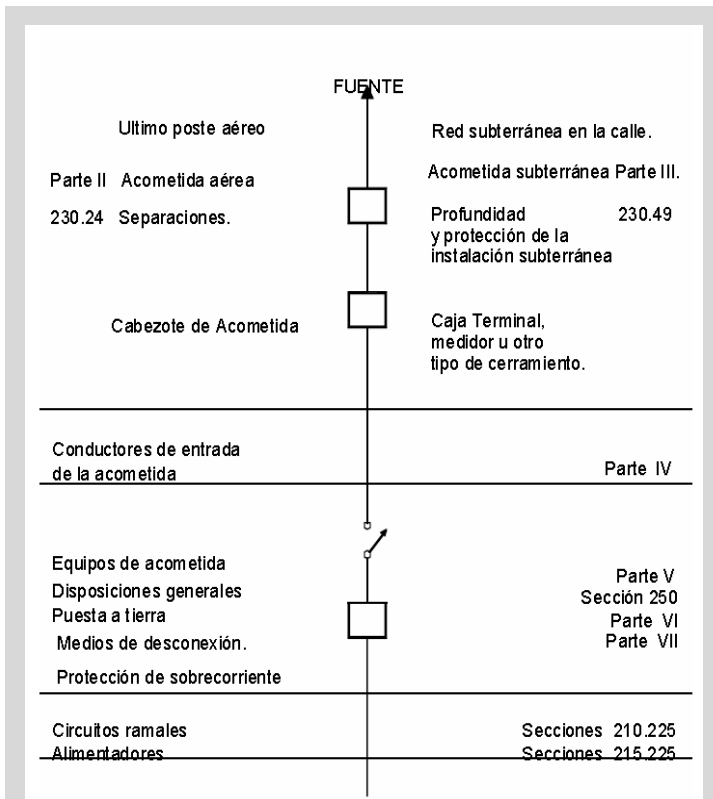 FUENTE
Ultimo poste aéreo
Red subterránea en la calle.
Parte II Acometida aérea
Acometida subterránea Parte III.
230.24 Separaciones.
Profundidad 230.49
y protección de la
instalación subterránea
Cabezote de Acometida
Caja Terminal,
medidor u otro
tipo de cerramiento.
Conductores de entrada
de la acometida
Parte IV
Equipos de acometida
Parte V
Disposiciones generales
Sección 250
Puesta a tierra
Parte VI
Medios de desconexión.
Parte VII
Protección de sobrecorriente
Circuitos ramales
Secciones 210.225
Alimentadores
Secciones 215.225